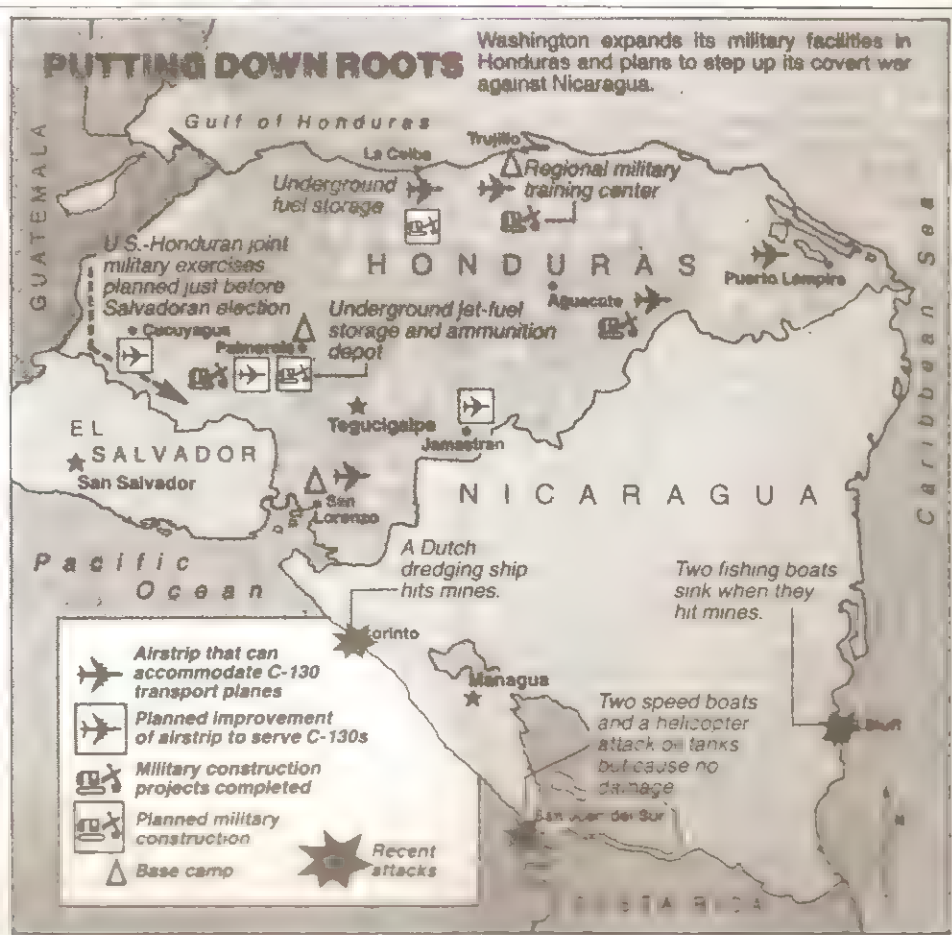 PUTTING DOWN ROOTS
Washington expands its military facilities in
Honduras and plans to step up its covert war
against Nicaragua.
GUATEMALA
Gulf of Honduras
La Ceiba
Trujillo
Underground
fuel storage
Regional military
training center
Caribbean Sea
U.S.-Honduran joint
military exercises
planned just before
Salvadoran election
HONDURAS
Puerto Lempira
Aguacate
Cucuyagua
Palmerola
Underground jet-fuel
storage and ammunition
depot
Tegucigalpa
Jamastran
EL
SALVADOR
San Salvador
San
Lorenzo
NICARAGUA
Pacific
Ocean
A Dutch
dredging ship
hits mines.
Two fishing boats
sink when they
hit mines.
Corinto
Managua
Two speed boats
and a helicopter
attack oil tanks
but cause no
damage
Bluff
San Juan del Sur
COSTA RICA
Airstrip that can
accommodate C-130
transport planes
Planned improvement
of airstrip to serve C-130s
Military construction
projects completed
Planned military
construction
Base camp
Recent
attacks